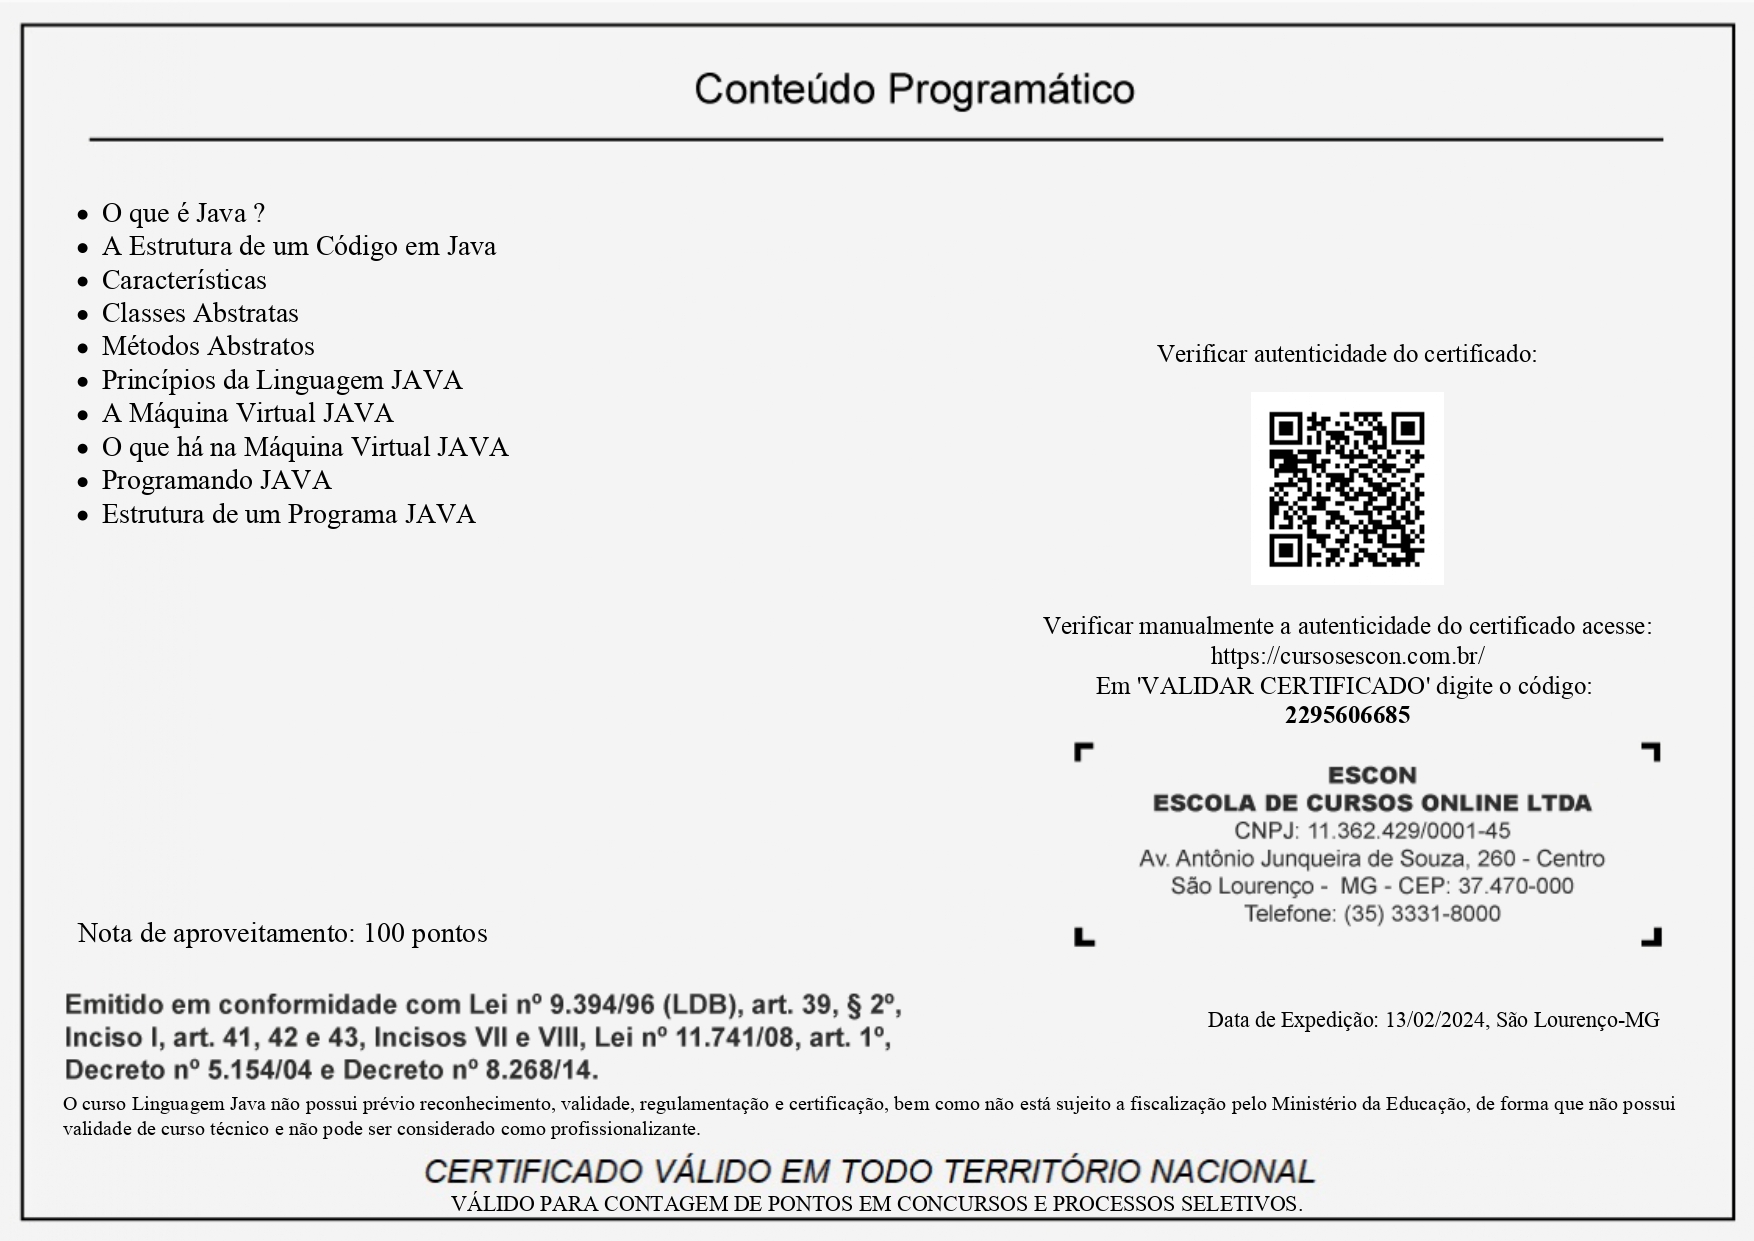 Conteúdo Programático
O que é Java ?
A Estrutura de um Código em Java
Características
Classes Abstratas
Métodos Abstratos
Princípios da Linguagem JAVA
A Máquina Virtual JAVA
O que há na Máquina Virtual JAVA
Programando JAVA
Estrutura de um Programa JAVA
Verificar autenticidade do certificado:
Verificar manualmente a autenticidade do certificado acesse:
https://cursosescon.com.br/
Em 'VALIDAR CERTIFICADO' digite o código:
2295606685
ESCON
ESCOLA DE CURSOS ONLINE LTDA
CNPJ: 11.362.429/0001-45
Av. Antônio Junqueira de Souza, 260 - Centro
São Lourenço - MG - CEP: 37.470-000
Telefone: (35) 3331-8000
Nota de aproveitamento: 100 pontos
Emitido em conformidade com Lei nº 9.394/96 (LDB), art. 39, § 2º,
Inciso I, art. 41, 42 e 43, Incisos VII e VIII, Lei nº 11.741/08, art. 1º,
Decreto nº 5.154/04 e Decreto nº 8.268/14.
Data de Expedição: 13/02/2024, São Lourenço-MG
O curso Linguagem Java não possui prévio reconhecimento, validade, regulamentação e certificação, bem como não está sujeito a fiscalização pelo Ministério da Educação, de forma que não possui
validade de curso técnico e não pode ser considerado como profissionalizante.
CERTIFICADO VÁLIDO EM TODO TERRITÓRIO NACIONAL
VÁLIDO PARA CONTAGEM DE PONTOS EM CONCURSOS E PROCESSOS SELETIVOS.